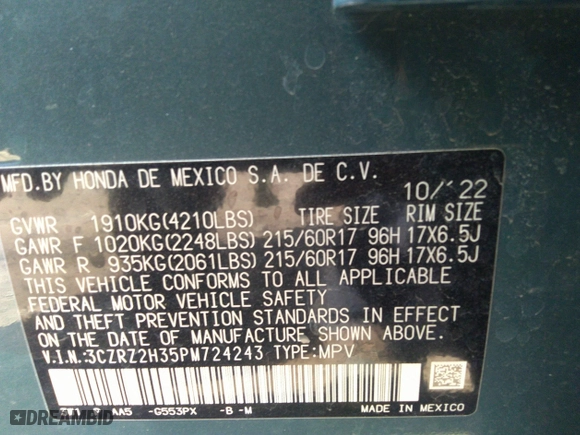 MFD.BY HONDA DE MEXICO S.A. DE C.V.
10/'22
GVWR 1910KG(4210LBS) TIRE SIZE RIM SIZE
GAWR F 1020KG(2248LBS) 215/60R17 96H 17X6.5J
GAWR R 935KG(2061LBS) 215/60R17 96H 17X6.5J
THIS VEHICLE CONFORMS TO ALL APPLICABLE
FEDERAL MOTOR VEHICLE SAFETY
AND THEFT PREVENTION STANDARDS IN EFFECT
ON THE DATE OF MANUFACTURE SHOWN ABOVE.
V.I.N.:3CZRZ2H35PM724243 TYPE:MPV
AA5 -G553PX -B -M MADE IN MEXICO
DREAMBID